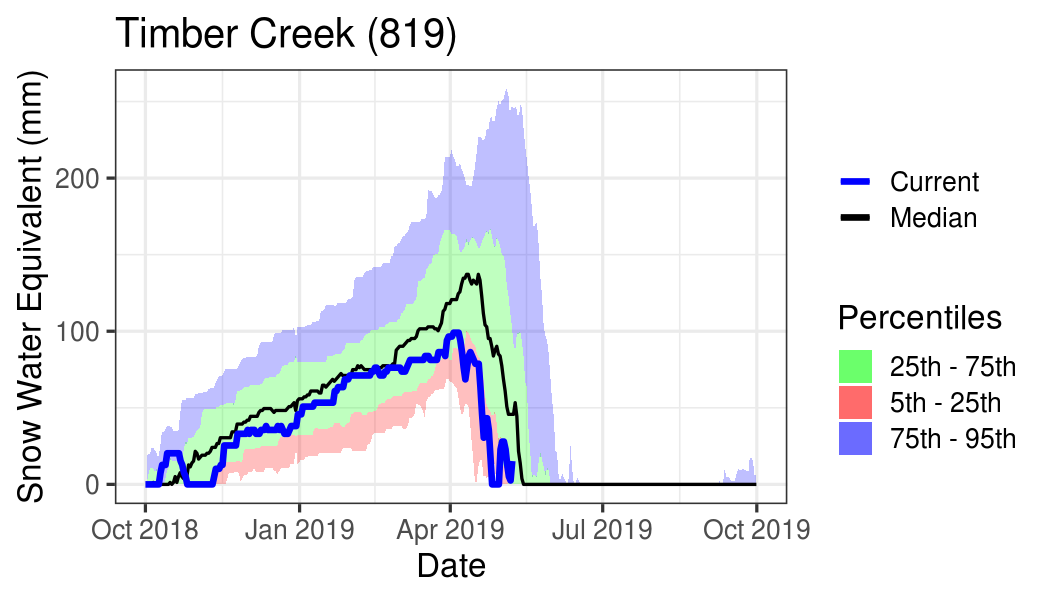 Timber Creek (819)
Snow Water Equivalent (mm)
200
100
0
Oct 2018
Jan 2019
Apr 2019
Jul 2019
Oct 2019
Date
Current
Median
Percentiles
25th - 75th
5th - 25th
75th - 95th